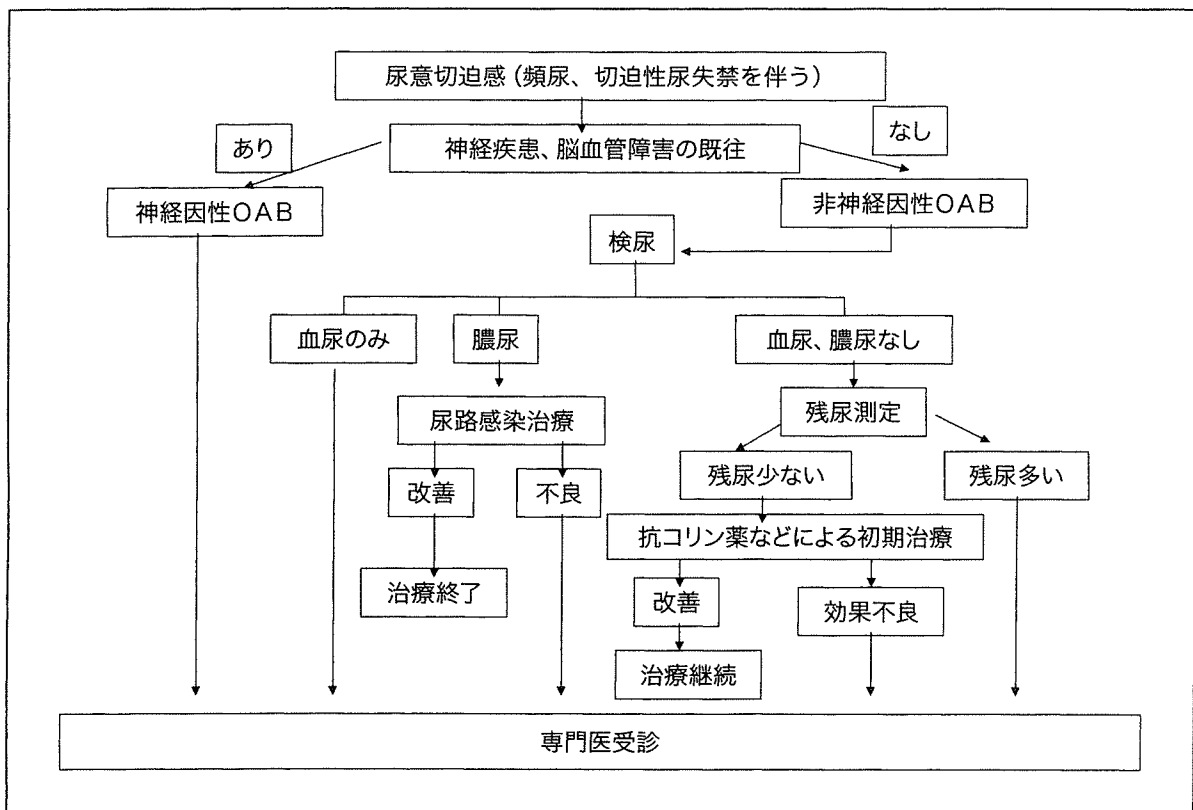 尿意切迫感(頻尿、切迫性尿失禁を伴う)
あり
神経疾患、脳血管障害の既往
なし
神経因性OAB
非神経因性OAB
検尿
血尿のみ
膿尿
血尿、膿尿なし
尿路感染治療
残尿測定
改善
不良
残尿少ない
残尿多い
抗コリン薬などによる初期治療
治療終了
改善
効果不良
治療継続
専門医受診